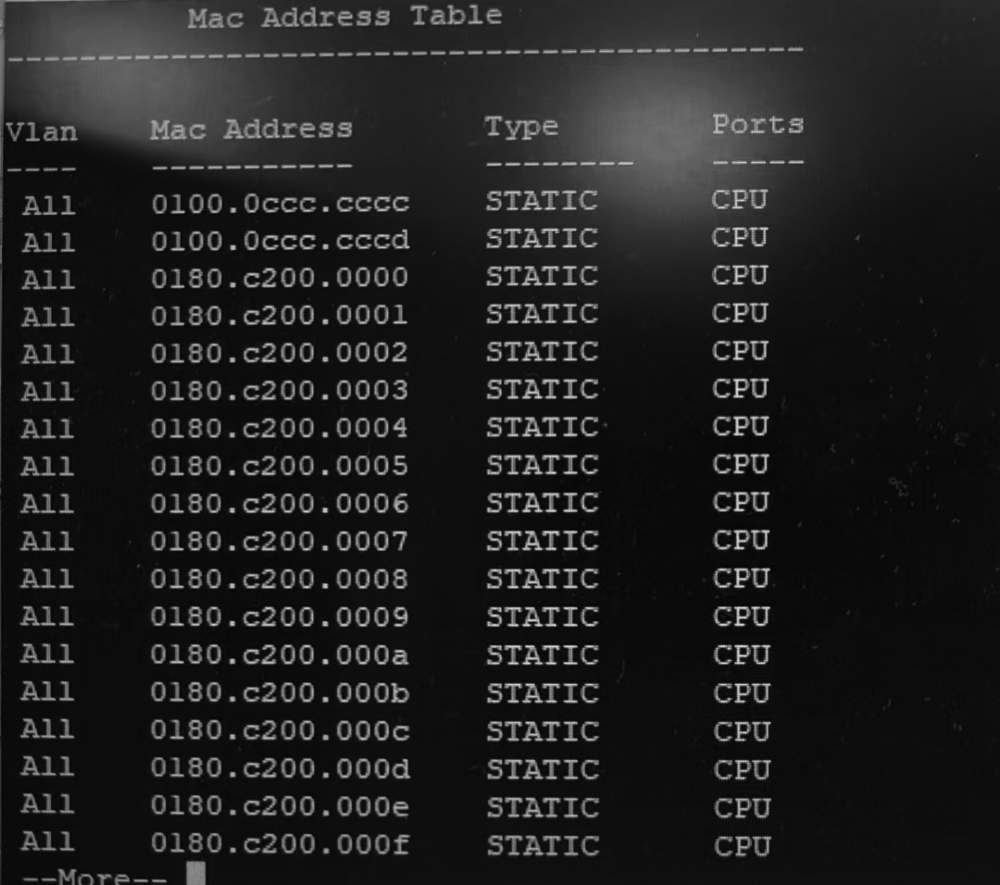 Mac Address Table
-------------------------------------------
Vlan    Mac Address       Type        Ports
----    -----------       --------    -----
All    0100.0ccc.cccc    STATIC      CPU
All    0100.0ccc.cccd    STATIC      CPU
All    0180.c200.0000    STATIC      CPU
All    0180.c200.0001    STATIC      CPU
All    0180.c200.0002    STATIC      CPU
All    0180.c200.0003    STATIC      CPU
All    0180.c200.0004    STATIC      CPU
All    0180.c200.0005    STATIC      CPU
All    0180.c200.0006    STATIC      CPU
All    0180.c200.0007    STATIC      CPU
All    0180.c200.0008    STATIC      CPU
All    0180.c200.0009    STATIC      CPU
All    0180.c200.000a    STATIC      CPU
All    0180.c200.000b    STATIC      CPU
All    0180.c200.000c    STATIC      CPU
All    0180.c200.000d    STATIC      CPU
All    0180.c200.000e    STATIC      CPU
All    0180.c200.000f    STATIC      CPU
--More--